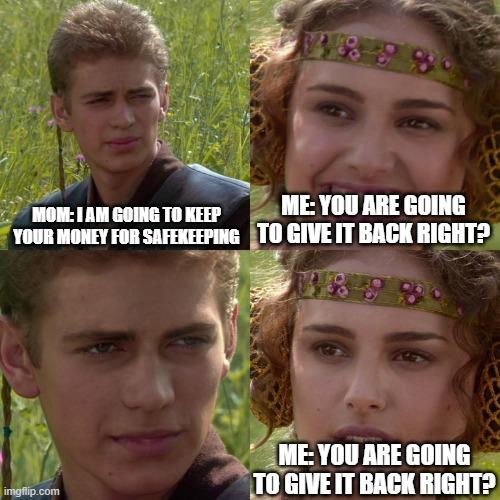 MOM: I AM GOING TO KEEP
YOUR MONEY FOR SAFEKEEPING
ME: YOU ARE GOING
TO GIVE IT BACK RIGHT?
ME: YOU ARE GOING
TO GIVE IT BACK RIGHT?
imgflip.com